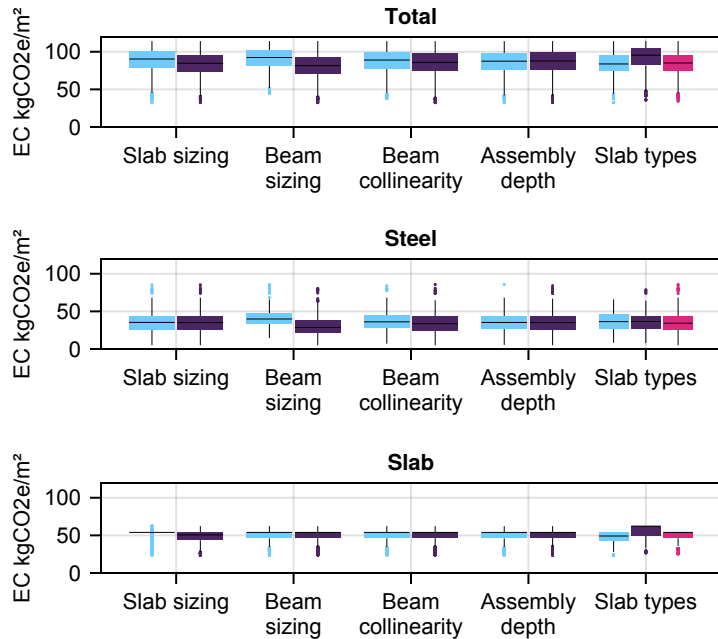 Total
EC kgCO2e/m²
100
50
0
Slab sizing
Beam
sizing
Beam
collinearity
Assembly
depth
Slab types
Steel
EC kgCO2e/m²
100
50
0
Slab sizing
Beam
sizing
Beam
collinearity
Assembly
depth
Slab types
Slab
EC kgCO2e/m²
100
50
0
Slab sizing
Beam
sizing
Beam
collinearity
Assembly
depth
Slab types